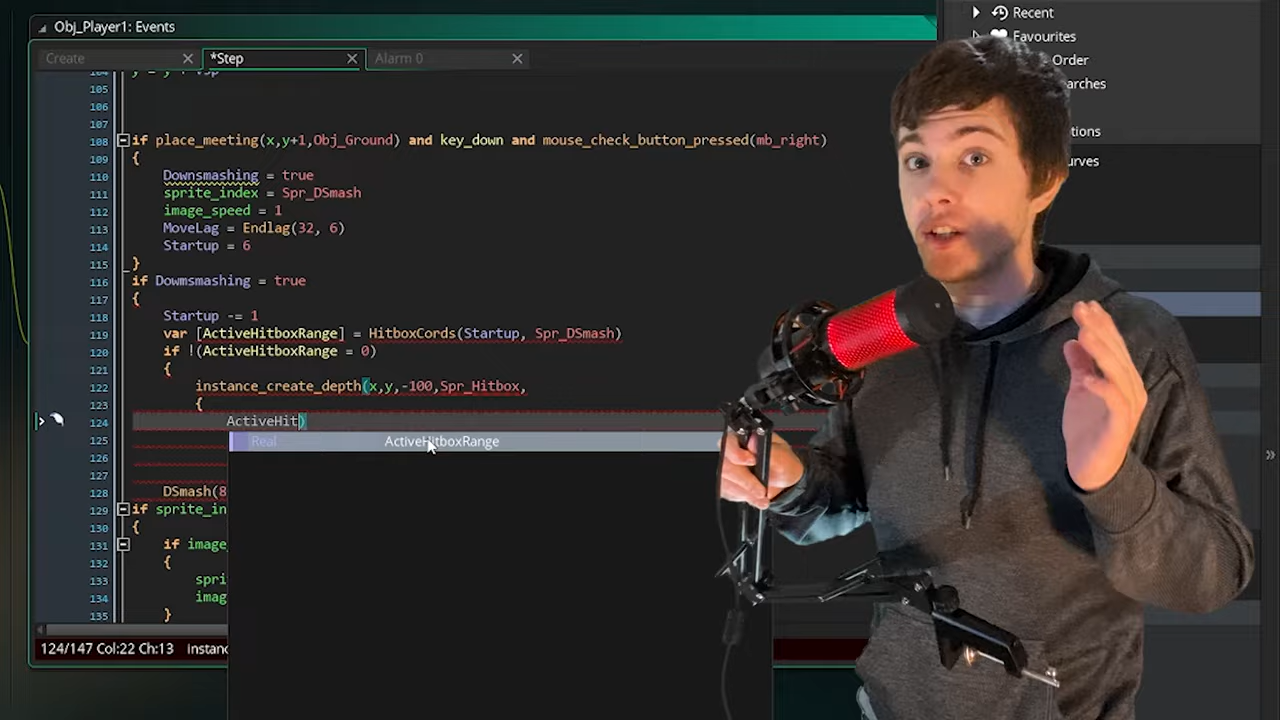 Obj_Player1: Events
Recent
Favourites
Order
arches
tions
urves
Create
*Step
Alarm 0
105
106
107
108 if place_meeting(x,y+1,Obj_Ground) and key_down and mouse_check_button_pressed(mb_right)
109 {
110 Downsmashing = true
111 sprite_index = Spr_DSmash
112 image_speed = 1
113 MoveLag = Endlag(32, 6)
114 Startup = 6
115 }
116 if Dowmsmashing = true
117 {
118 Startup -= 1
119 var [ActiveHitboxRange] = HitboxCords(Startup, Spr_DSmash)
120 if !(ActiveHitboxRange = 0)
121 {
122 instance_create_depth(x,y,-100,Spr_Hitbox,
123 {
124 ActiveHit)
Real ActiveHitboxRange
125
126
127
128 DSmash(8
129 if sprite_in
130 {
131 if image_
132 {
133 spri
134 imag
135 }
124/147 Col:22 Ch:13 instanc